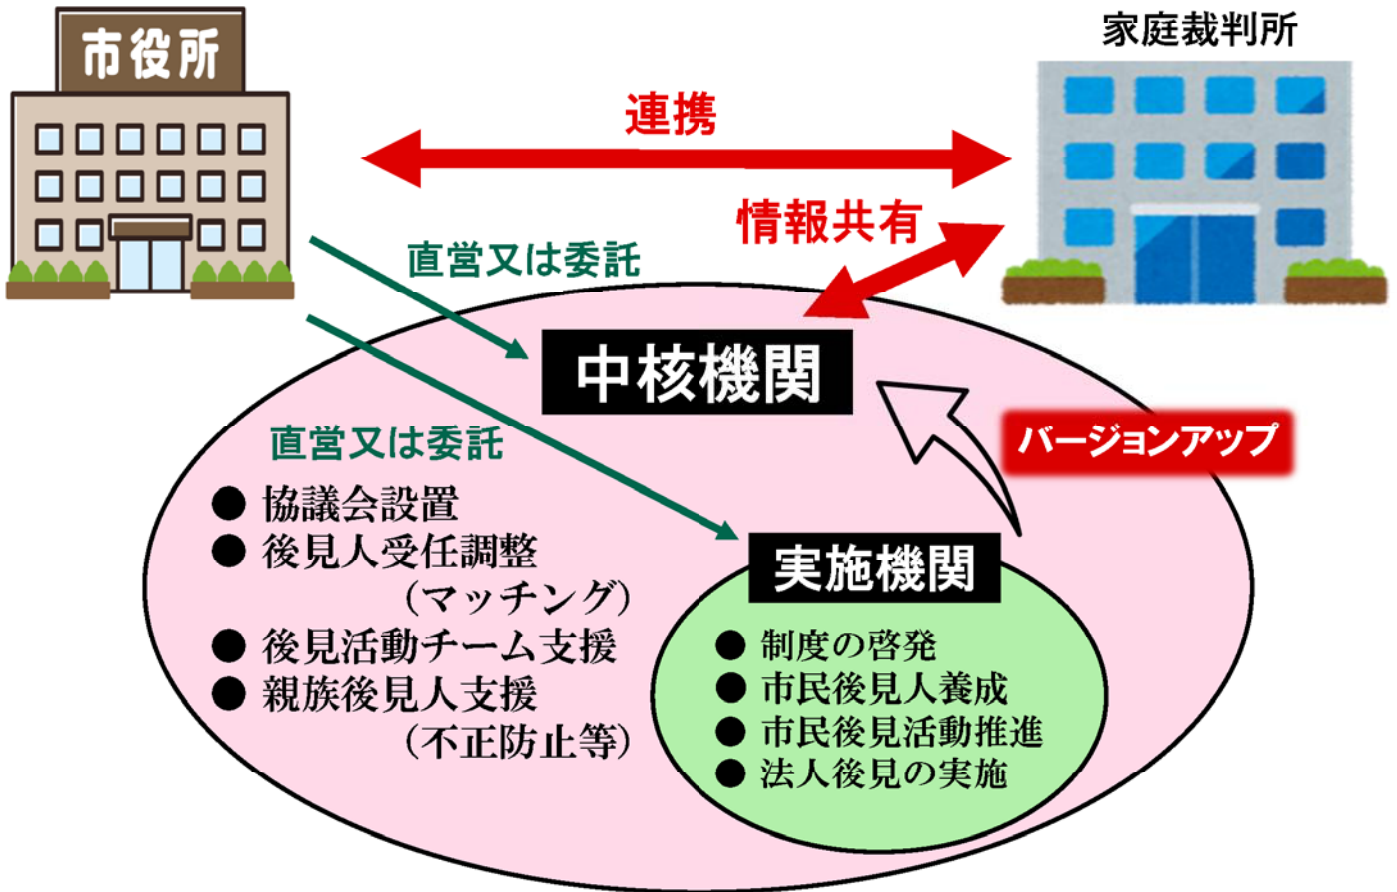 市役所
家庭裁判所
連携
情報共有
直営又は委託
中核機関
直営又は委託
バージョンアップ
● 協議会設置
● 後見人受任調整
（マッチング）
● 後見活動チーム支援
● 親族後見人支援
（不正防止等）
実施機関
● 制度の啓発
● 市民後見人養成
● 市民後見活動推進
● 法人後見の実施